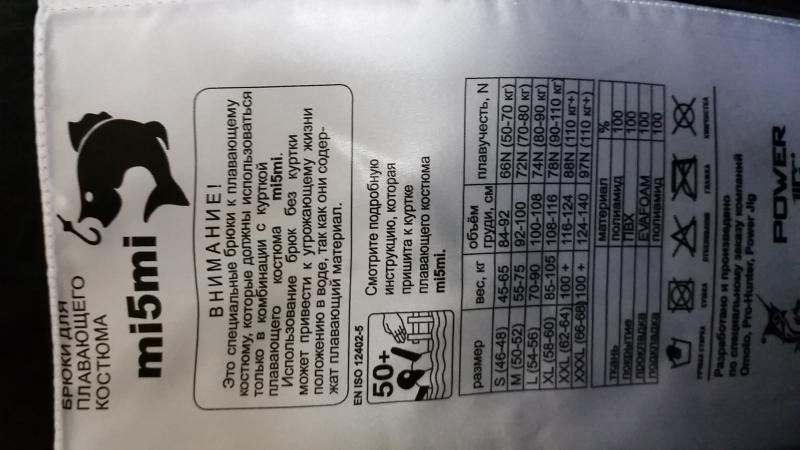 БРЮКИ ДЛЯ
ПЛАВАЮЩЕГО
КОСТЮМА
mi5mi
ВНИМАНИЕ!
Это специальные брюки к плавающему
костюму, которые должны использоваться
только в комбинации с курткой
плавающего костюма mi5mi.
Использование брюк без куртки
может привести к угрожающему жизни
положению в воде, так как они содер-
жат плавающий материал.
EN ISO 12402-5
50+
Смотрите подробную
инструкцию, которая
пришита к куртке
плавающего костюма
mi5mi.
размер вес, кг объём груди, см плавучесть, N
S (46-48) 45-65 84-92 66N (50-70 кг)
M (50-52) 55-75 92-100 72N (70-80 кг)
L (54-56) 70-90 100-108 74N (80-90 кг)
XL (58-60) 85-105 108-116 78N (90-110 кг)
XXL (62-64) 100 + 116-124 88N (110 кг+)
XXXL (66-68) 100 + 124-140 97N (110 кг+)
материал %
ткань полиамид 100
покрытие ПВХ 100
прокладка EVAFOAM 100
подкладка полиамид 100
РУЧНАЯ СТИРКА СУШКА ОТБЕЛИВАНИЕ ГЛАЖКА ХИМЧИСТКА
Разработано и произведено
по специальному заказу компаний
Omoto, Pro-Hunter, Power Jig
POWER